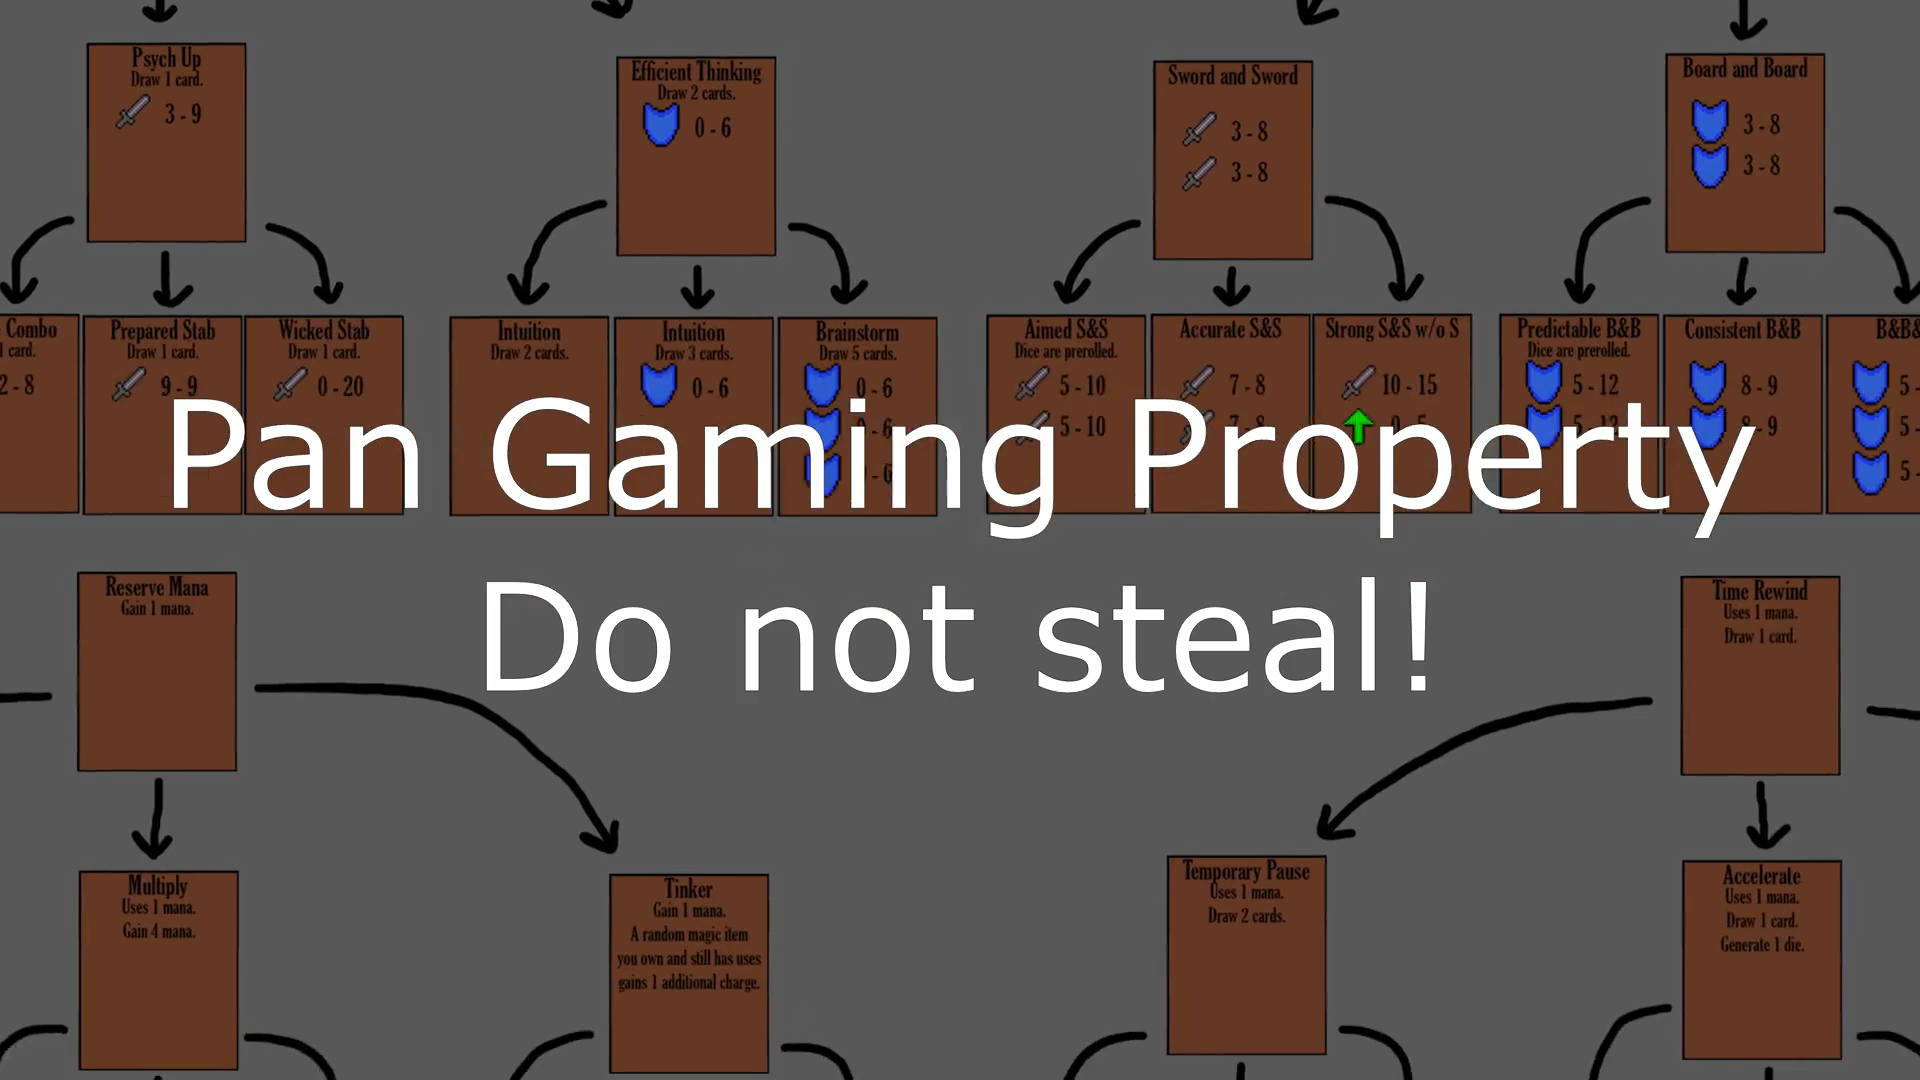 Psych Up
Draw 1 card.
3 - 9
Efficient Thinking
Draw 2 cards.
0 - 6
Sword and Sword
3 - 8
3 - 8
Board and Board
3 - 8
3 - 8
Combo
card.
2 - 8
Prepared Stab
Draw 1 card.
9 - 9
Wicked Stab
Draw 1 card.
0 - 20
Intuition
Draw 2 cards.
Intuition
Draw 3 cards.
0 - 6
Brainstorm
Draw 5 cards.
0 - 6
Aimed S&S
Dice are prerolled.
5 - 10
5 - 10
Accurate S&S
7 - 8
Strong S&S w/o S
10 - 15
Predictable B&B
Dice are prerolled.
5 - 12
Consistent B&B
8 - 9
B&B&
5 -
5 -
5 -
Pan Gaming Property
Do not steal!
Reserve Mana
Gain 1 mana.
Time Rewind
Uses 1 mana.
Draw 1 card.
Multiply
Uses 1 mana.
Gain 4 mana.
Tinker
Gain 1 mana.
A random magic item
you own and still has uses
gains 1 additional charge.
Temporary Pause
Uses 1 mana.
Draw 2 cards.
Accelerate
Uses 1 mana.
Draw 1 card.
Generate 1 die.